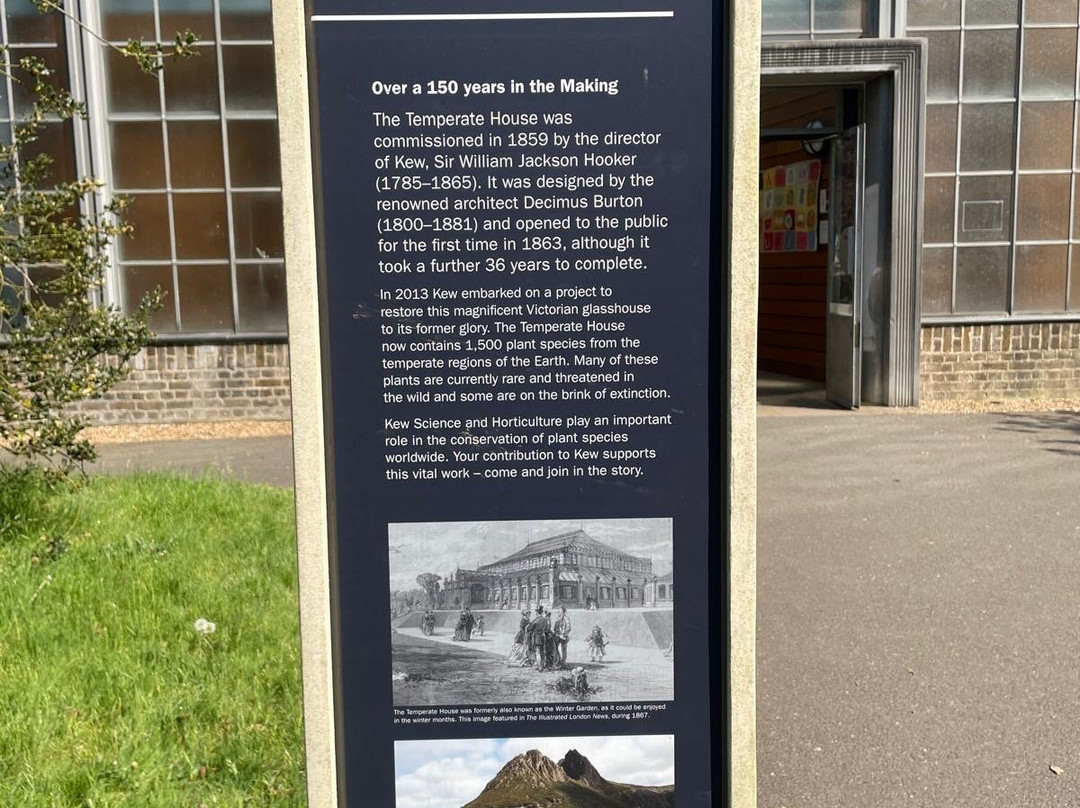 Over a 150 years in the Making
The Temperate House was
commissioned in 1859 by the director
of Kew, Sir William Jackson Hooker
(1785–1865). It was designed by the
renowned architect Decimus Burton
(1800–1881) and opened to the public
for the first time in 1863, although it
took a further 36 years to complete.
In 2013 Kew embarked on a project to
restore this magnificent Victorian glasshouse
to its former glory. The Temperate House
now contains 1,500 plant species from the
temperate regions of the Earth. Many of these
plants are currently rare and threatened in
the wild and some are on the brink of extinction.
Kew Science and Horticulture play an important
role in the conservation of plant species
worldwide. Your contribution to Kew supports
this vital work – come and join in the story.
The Temperate House was formerly also known as the Winter Garden, as it could be enjoyed
in the winter months. This image featured in The Illustrated London News, during 1867.